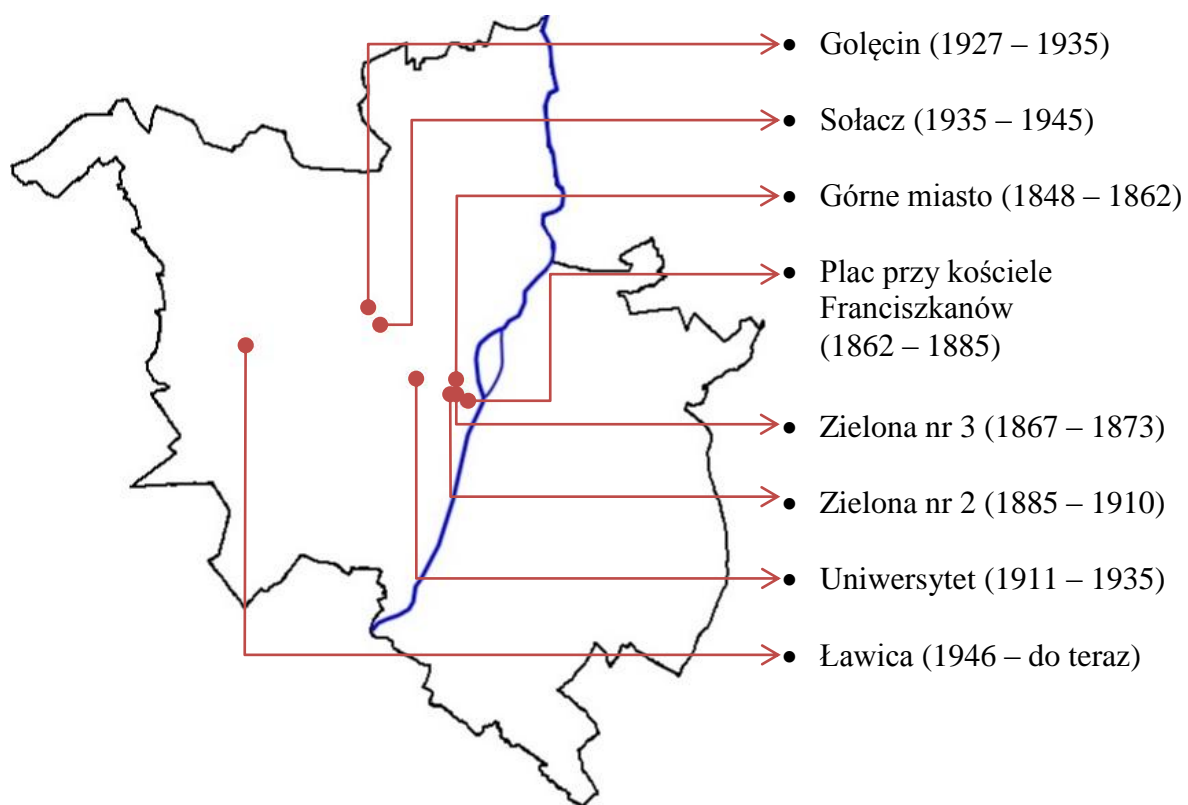 • Golęcin (1927 – 1935)
• Sołacz (1935 – 1945)
• Górne miasto (1848 – 1862)
• Plac przy kościele
Franciszkanów
(1862 – 1885)
• Zielona nr 3 (1867 – 1873)
• Zielona nr 2 (1885 – 1910)
• Uniwersytet (1911 – 1935)
• Ławica (1946 – do teraz)